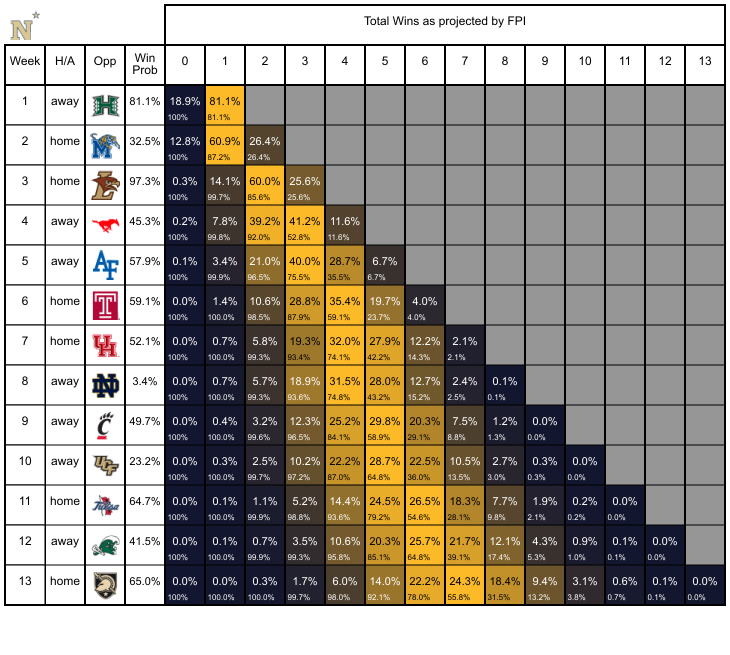 N
Total Wins as projected by FPI
Week H/A Opp Win Prob 0 1 2 3 4 5 6 7 8 9 10 11 12 13
1 away H 81.1% 18.9% 81.1%
100% 81.1%
2 home M 32.5% 12.8% 60.9% 26.4%
100% 87.2% 26.4%
3 home L 97.3% 0.3% 14.1% 60.0% 25.6%
100% 99.7% 85.6% 25.6%
4 away 45.3% 0.2% 7.8% 39.2% 41.2% 11.6%
100% 99.8% 92.0% 52.8% 11.6%
5 away AF 57.9% 0.1% 3.4% 21.0% 40.0% 28.7% 6.7%
100% 99.9% 96.5% 75.5% 35.5% 6.7%
6 home T 59.1% 0.0% 1.4% 10.6% 28.8% 35.4% 19.7% 4.0%
100% 100.0% 98.5% 87.9% 59.1% 23.7% 4.0%
7 home UH 52.1% 0.0% 0.7% 5.8% 19.3% 32.0% 27.9% 12.2% 2.1%
100% 100.0% 99.3% 93.4% 74.1% 42.2% 14.3% 2.1%
8 away ND 3.4% 0.0% 0.7% 5.7% 18.9% 31.5% 28.0% 12.7% 2.4% 0.1%
100% 100.0% 99.3% 93.6% 74.8% 43.2% 15.2% 2.5% 0.1%
9 away C 49.7% 0.0% 0.4% 3.2% 12.3% 25.2% 29.8% 20.3% 7.5% 1.2% 0.0%
100% 100.0% 99.6% 96.5% 84.1% 58.9% 29.1% 8.8% 1.3% 0.0%
10 away UCF 23.2% 0.0% 0.3% 2.5% 10.2% 22.2% 28.7% 22.5% 10.5% 2.7% 0.3% 0.0%
100% 100.0% 99.7% 97.2% 87.0% 64.8% 36.0% 13.5% 3.0% 0.3% 0.0%
11 home Tulsa 64.7% 0.0% 0.1% 1.1% 5.2% 14.4% 24.5% 26.5% 18.3% 7.7% 1.9% 0.2% 0.0%
100% 100.0% 99.9% 98.8% 93.6% 79.2% 54.6% 28.1% 9.8% 2.1% 0.2% 0.0%
12 away 41.5% 0.0% 0.1% 0.7% 3.5% 10.6% 20.3% 25.7% 21.7% 12.1% 4.3% 0.9% 0.1% 0.0%
100% 100.0% 99.9% 99.3% 95.8% 85.1% 64.8% 39.1% 17.4% 5.3% 1.0% 0.1% 0.0%
13 home 65.0% 0.0% 0.0% 0.3% 1.7% 6.0% 14.0% 22.2% 24.3% 18.4% 9.4% 3.1% 0.6% 0.1% 0.0%
100% 100.0% 100.0% 99.7% 98.0% 92.1% 78.0% 55.8% 31.5% 13.2% 3.8% 0.7% 0.1% 0.0%